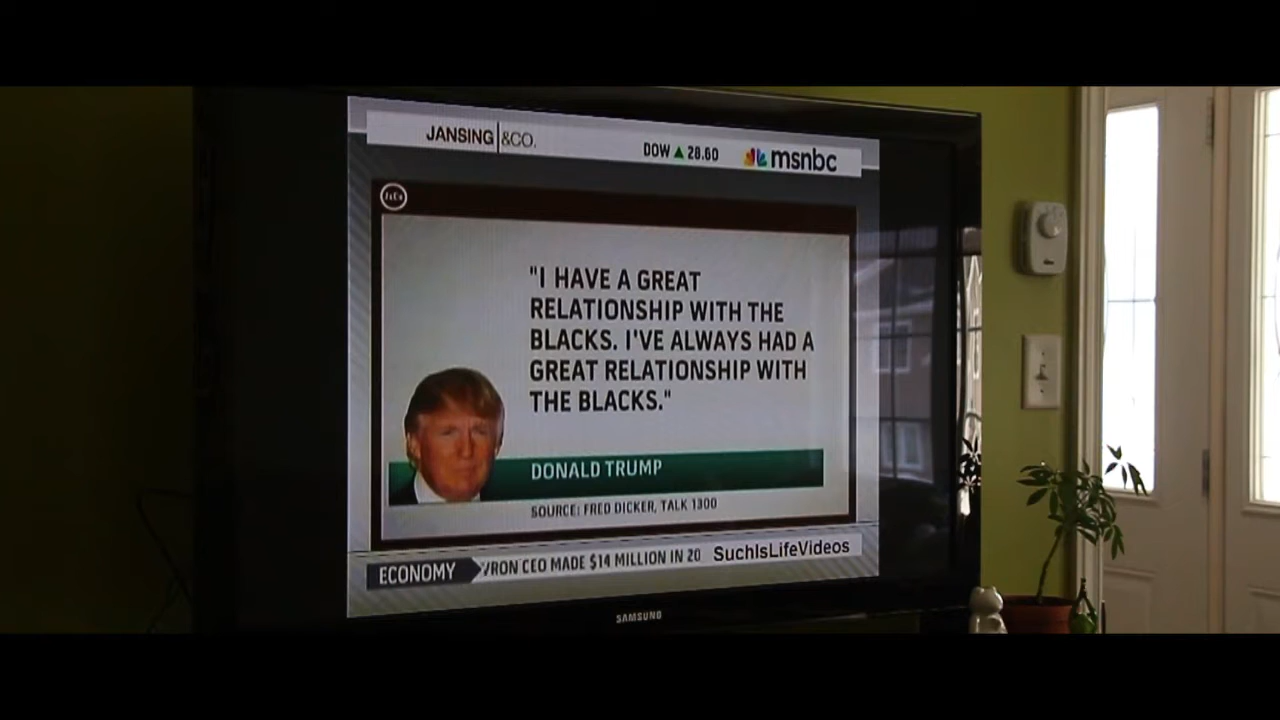 JANSING &CO.
DOW ▲ 28.60
msnbc
"I HAVE A GREAT
RELATIONSHIP WITH THE
BLACKS. I'VE ALWAYS HAD A
GREAT RELATIONSHIP WITH
THE BLACKS."
DONALD TRUMP
SOURCE: FRED DICKER, TALK 1300
ECONOMY
VRON CEO MADE $14 MILLION IN 20
SuchIsLifeVideos
SAMSUNG